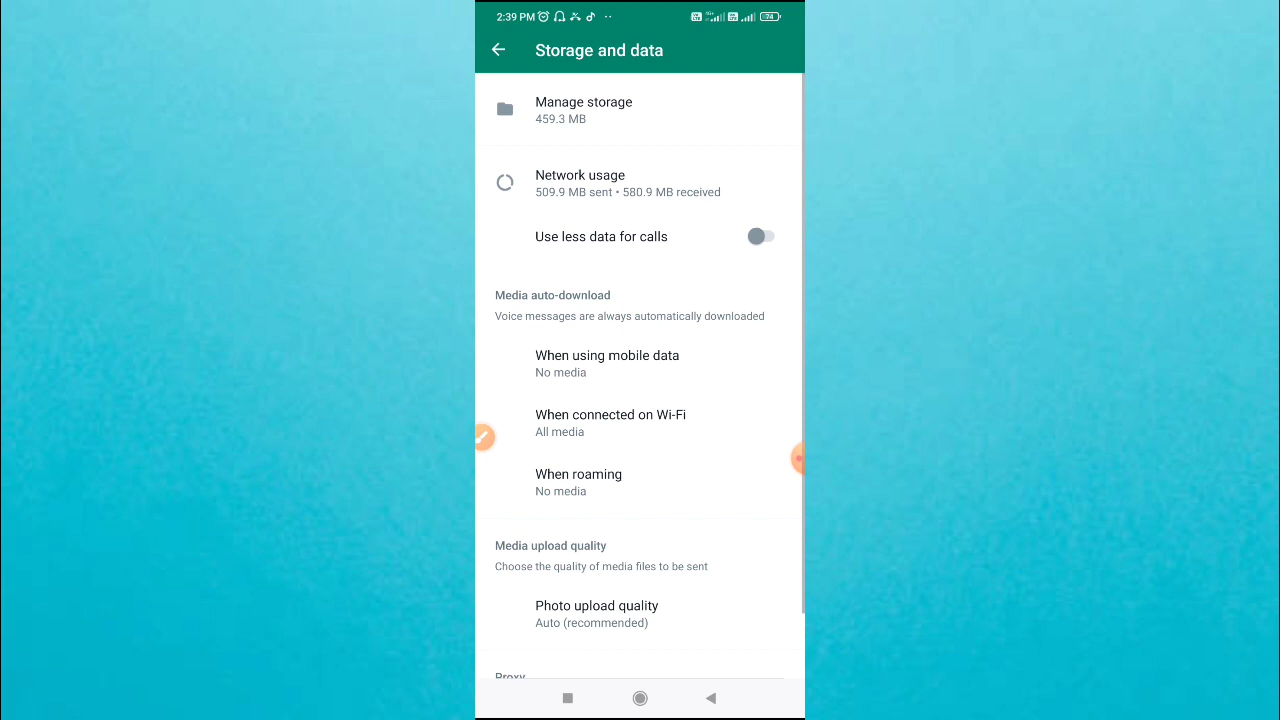 2:39 PM
74
Storage and data
Manage storage
459.3 MB
Network usage
509.9 MB sent • 580.9 MB received
Use less data for calls
Media auto-download
Voice messages are always automatically downloaded
When using mobile data
No media
When connected on Wi-Fi
All media
When roaming
No media
Media upload quality
Choose the quality of media files to be sent
Photo upload quality
Auto (recommended)
Proxy